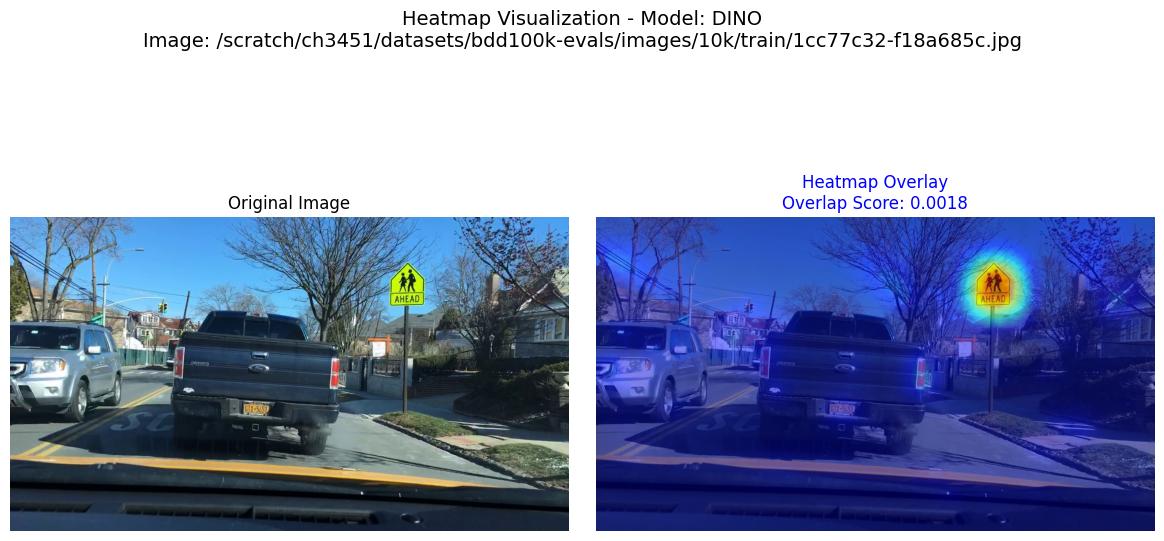 Heatmap Visualization - Model: DINO
Image: /scratch/ch3451/datasets/bdd100k-evals/images/10k/train/1cc77c32-f18a685c.jpg
Original Image
Heatmap Overlay
Overlap Score: 0.0018
AHEAD
AHEAD